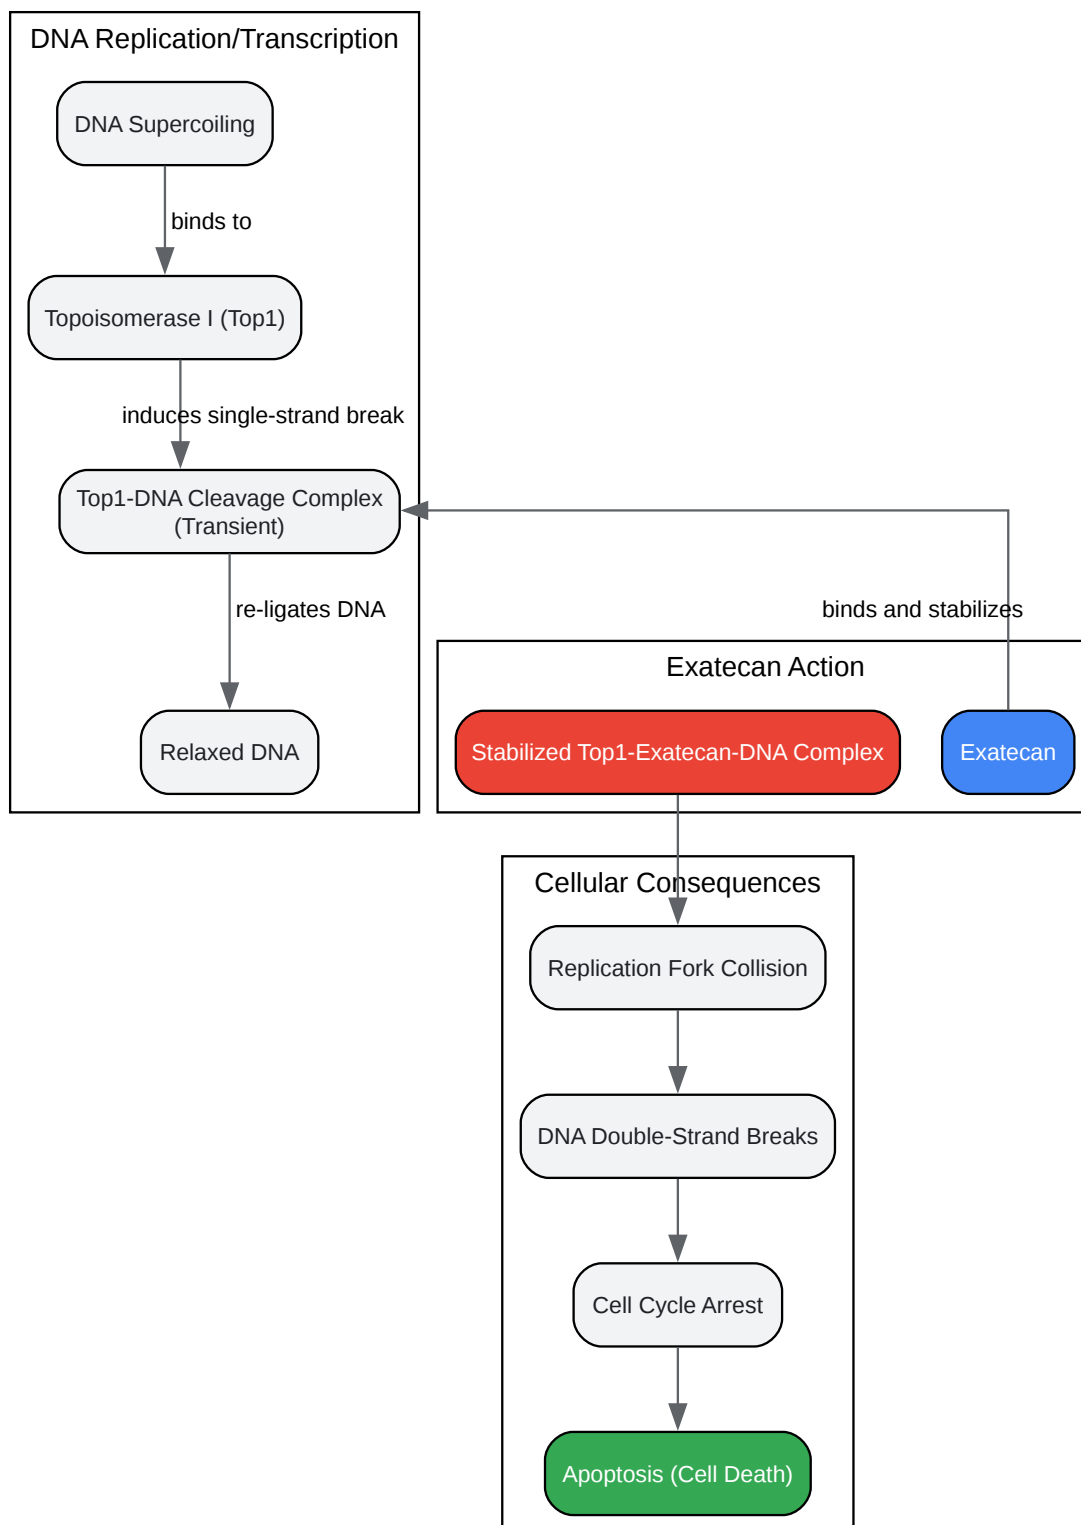 DNA Replication/Transcription
DNA Supercoiling
binds to
Topoisomerase I (Top1)
induces single-strand break
Top1-DNA Cleavage Complex
(Transient)
re-ligates DNA
binds and stabilizes
Relaxed DNA
Exatecan Action
Stabilized Top1-Exatecan-DNA Complex
Exatecan
Cellular Consequences
Replication Fork Collision
DNA Double-Strand Breaks
Cell Cycle Arrest
Apoptosis (Cell Death)